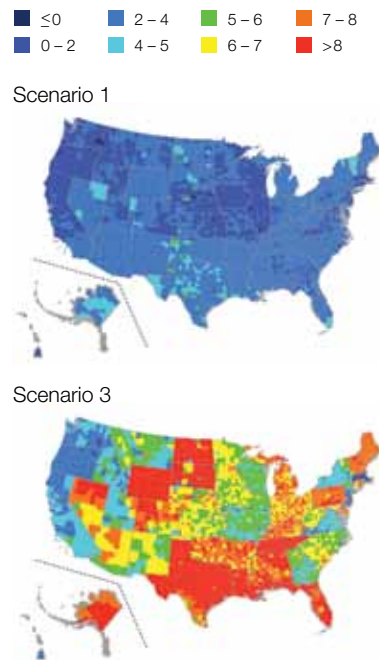 ≤0 2 – 4 5 – 6 7 – 8
0 – 2 4 – 5 6 – 7 >8
Scenario 1
Scenario 3